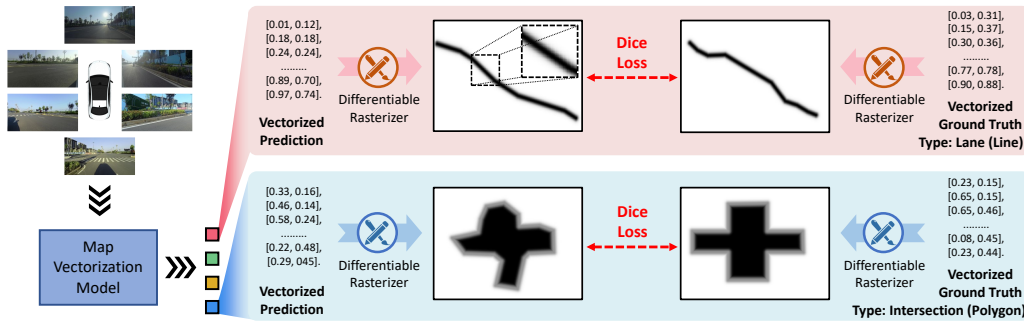 [0.01, 0.12],
[0.18, 0.18],
[0.24, 0.24],
.........
[0.89, 0.70],
[0.97, 0.74].
Vectorized
Prediction
Differentiable
Rasterizer
Dice
Loss
Differentiable
Rasterizer
[0.03, 0.31],
[0.15, 0.37],
[0.30, 0.36],
.........
[0.77, 0.78],
[0.90, 0.88].
Vectorized
Ground Truth
Type: Lane (Line)
Map
Vectorization
Model
[0.33, 0.16],
[0.46, 0.14],
[0.58, 0.24],
.........
[0.22, 0.48],
[0.29, 045].
Vectorized
Prediction
Differentiable
Rasterizer
Dice
Loss
Differentiable
Rasterizer
[0.23, 0.15],
[0.65, 0.15],
[0.65, 0.46],
.........
[0.08, 0.45],
[0.23, 0.44].
Vectorized
Ground Truth
Type: Intersection (Polygon)